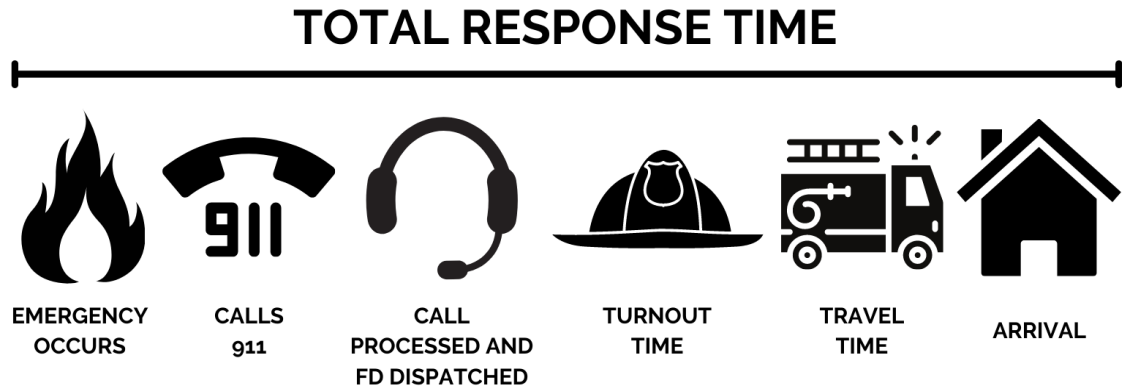 TOTAL RESPONSE TIME
911
EMERGENCY
OCCURS
CALLS
911
CALL
PROCESSED AND
FD DISPATCHED
TURNOUT
TIME
TRAVEL
TIME
ARRIVAL